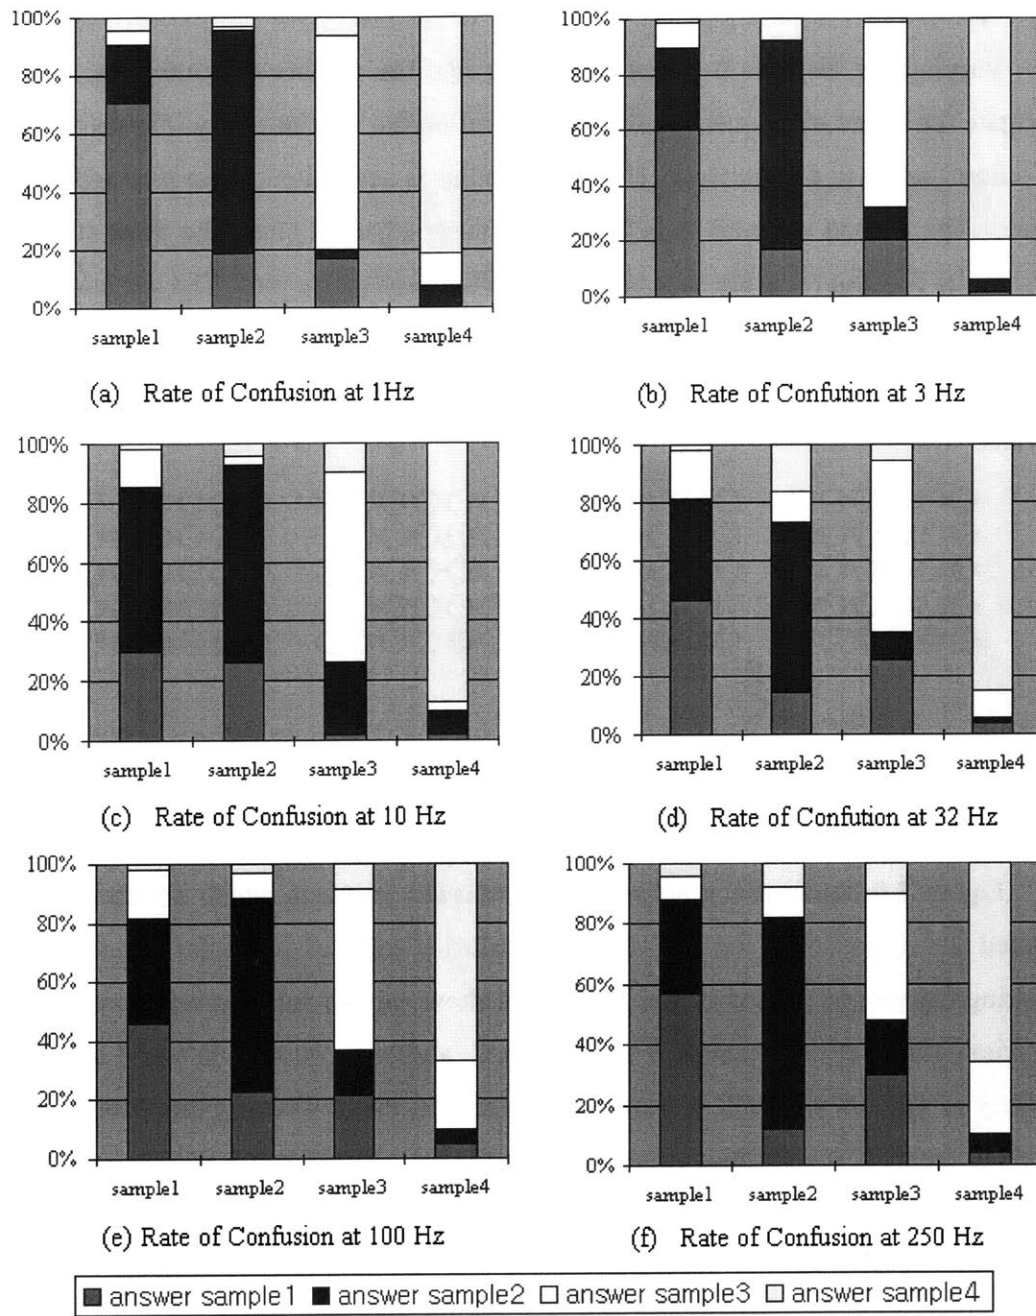 100%
80%
60%
40%
20%
0%
sample1 sample2 sample3 sample4
(a) Rate of Confusion at 1Hz
100%
80%
60%
40%
20%
0%
sample1 sample2 sample3 sample4
(b) Rate of Confution at 3 Hz
100%
80%
60%
40%
20%
0%
sample1 sample2 sample3 sample4
(c) Rate of Confusion at 10 Hz
100%
80%
60%
40%
20%
0%
sample1 sample2 sample3 sample4
(d) Rate of Confution at 32 Hz
100%
80%
60%
40%
20%
0%
sample1 sample2 sample3 sample4
(e) Rate of Confusion at 100 Hz
100%
80%
60%
40%
20%
0%
sample1 sample2 sample3 sample4
(f) Rate of Confusion at 250 Hz
answer sample1 answer sample2 answer sample3 answer sample4